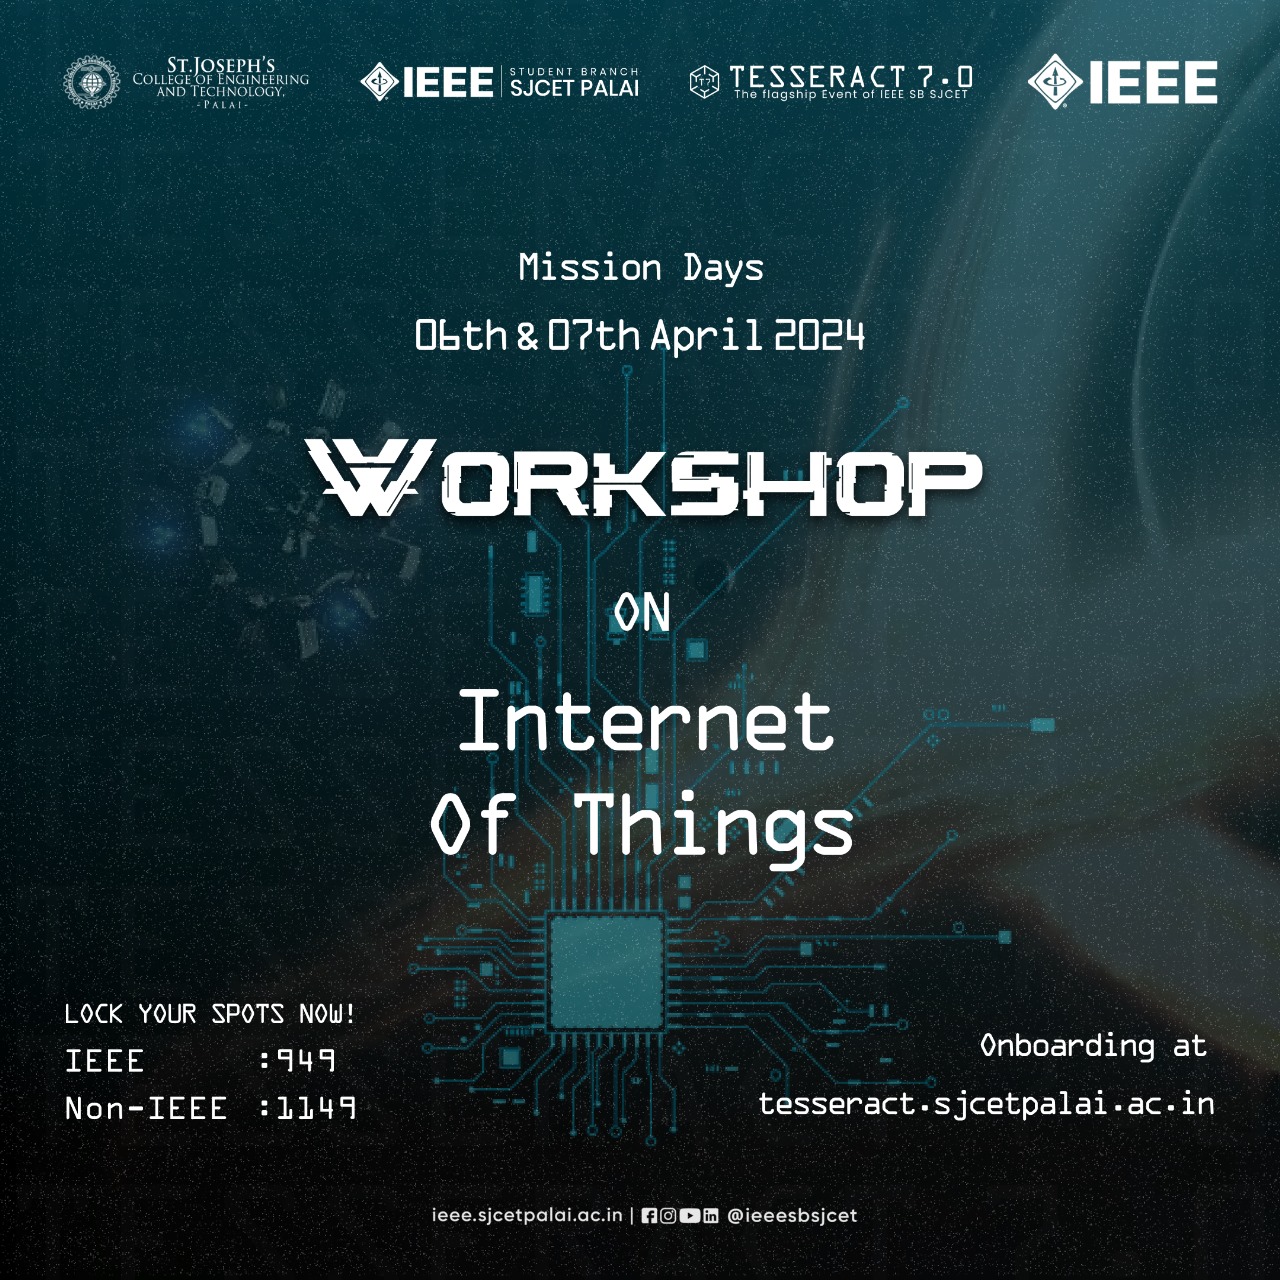 ST.JOSEPH'S
COLLEGE OF ENGINEERING
AND TECHNOLOGY,
-PALAI-
IEEE
STUDENT BRANCH
SJCET PALAI
T7
TESSERACT 7.0
The flagship Event of IEEE SB SJCET
IEEE
Mission Days
06th & 07th April 2024
WORKSHOP
ON
Internet
Of Things
LOCK YOUR SPOTS NOW!
IEEE :949
Non-IEEE :1149
Onboarding at
tesseract.sjcetpalai.ac.in
ieee.sjcetpalai.ac.in | @ieeesbsjcet